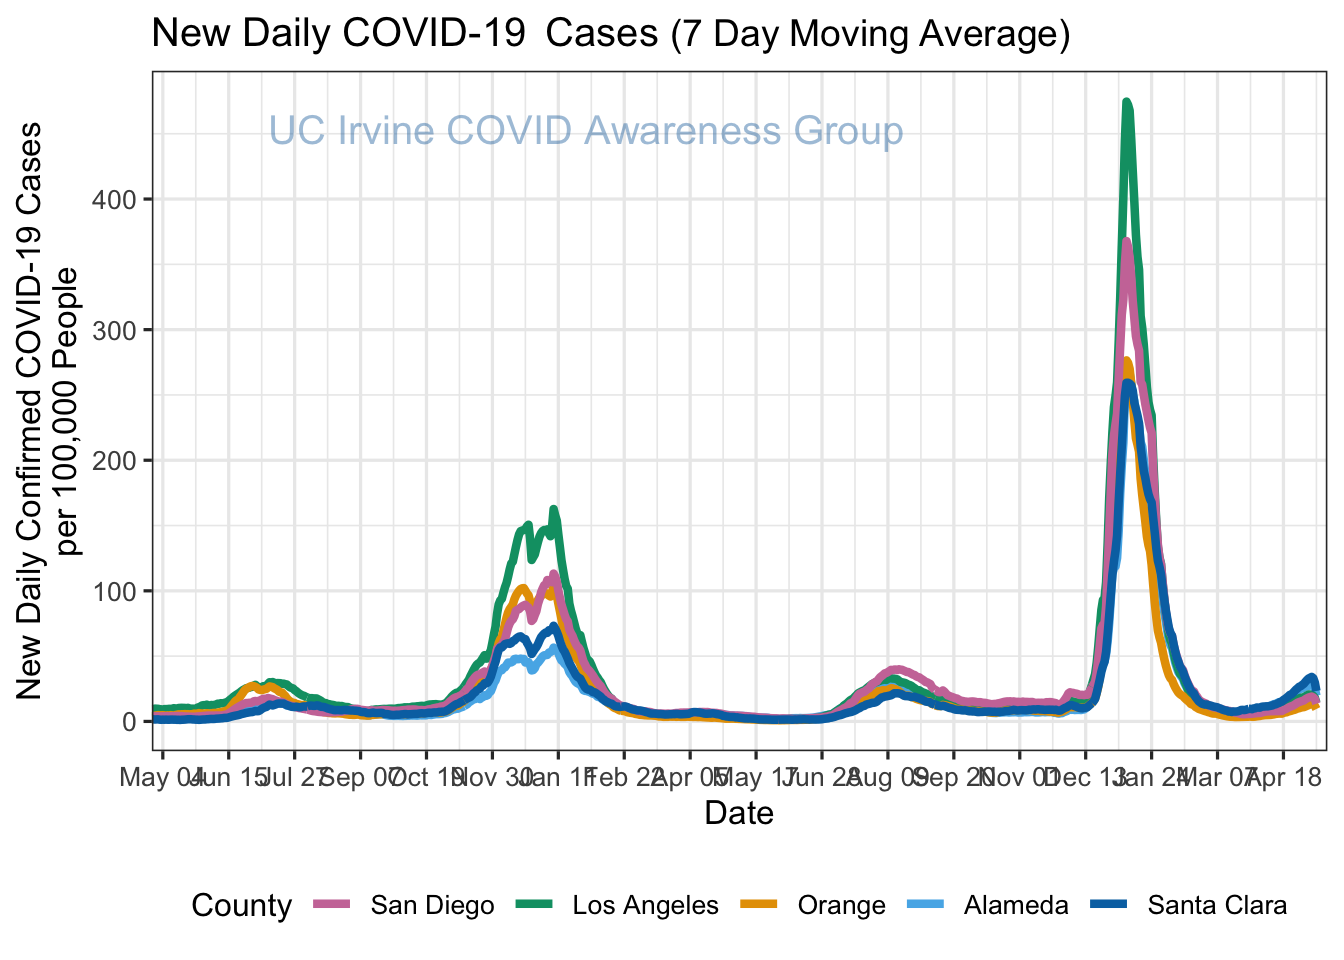 New Daily COVID-19 Cases (7 Day Moving Average)
UC Irvine COVID Awareness Group
New Daily Confirmed COVID-19 Cases
per 100,000 People
400
300
200
100
0
May 04 Jun 15 Jul 27 Sep 07 Oct 19 Nov 30 Jan 11 Feb 22 Apr 05 May 17 Jun 28 Aug 09 Sep 20 Nov 01 Dec 13 Jan 24 Mar 07 Apr 18
Date
County San Diego Los Angeles Orange Alameda Santa Clara